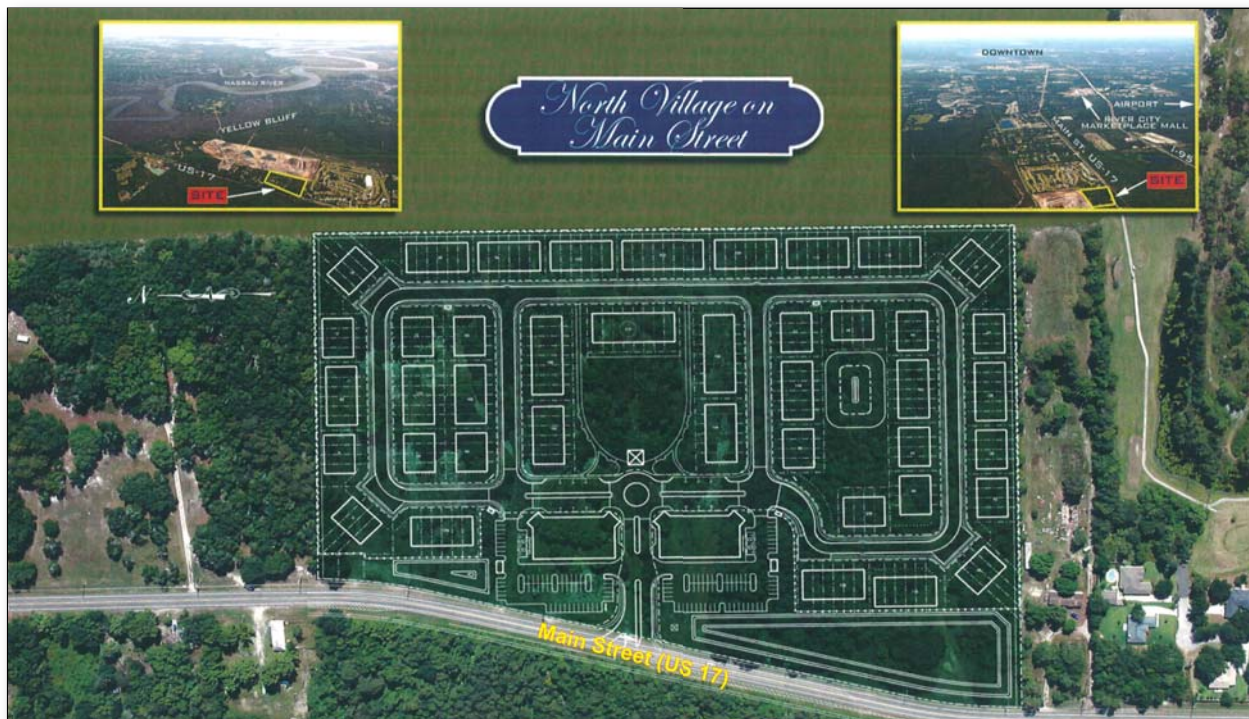 NASSAU RIVER
YELLOW BLUFF
US-17
SITE
North Village on
Main Street
DOWNTOWN
AIRPORT
RIVER CITY
MARKETPLACE MALL
MAIN ST. US-17
I-95
SITE
Main Street (US 17)